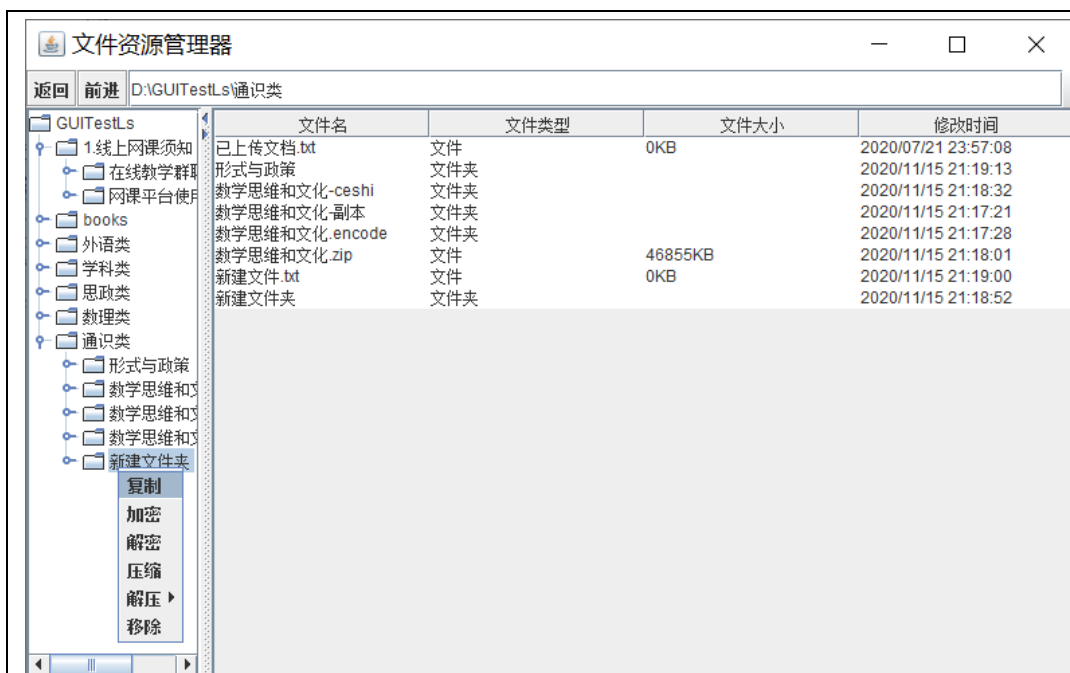 文件资源管理器
返回 前进 D:\GUITestLs\通识类
GUITestLs
1.线上网课须知
在线教学群
网课平台使
books
外语类
学科类
思政类
数理类
通识类
形式与政策
数学思维和
数学思维和
数学思维和
新建文件夹
复制
加密
解密
压缩
解压
移除
文件名 文件类型 文件大小 修改时间
已上传文档.txt 文件 0KB 2020/07/21 23:57:08
形式与政策 文件夹 2020/11/15 21:19:13
数学思维和文化-ceshi 文件夹 2020/11/15 21:18:32
数学思维和文化-副本 文件夹 2020/11/15 21:17:21
数学思维和文化.encode 文件夹 2020/11/15 21:17:28
数学思维和文化.zip 文件 46855KB 2020/11/15 21:18:01
新建文件.txt 文件 0KB 2020/11/15 21:19:00
新建文件夹 文件夹 2020/11/15 21:18:52